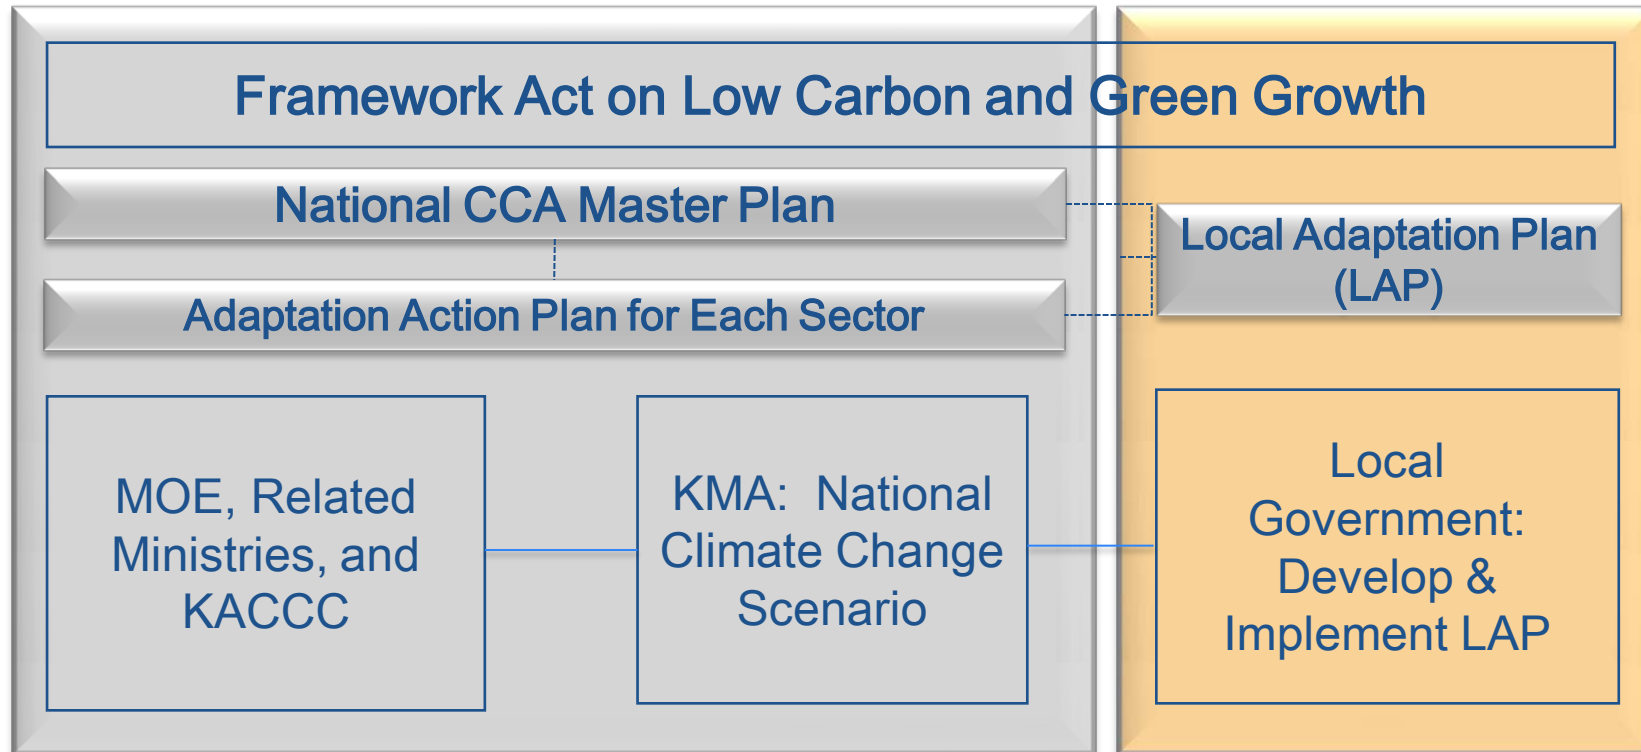 Framework Act on Low Carbon and Green Growth
National CCA Master Plan
Local Adaptation Plan
(LAP)
Adaptation Action Plan for Each Sector
MOE, Related
Ministries, and
KACCC
KMA:  National
Climate Change
Scenario
Local
Government:
Develop &
Implement LAP